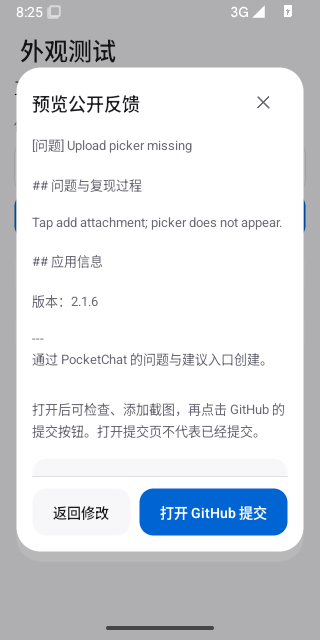 8:25
3G
外观测试
预览公开反馈
[问题] Upload picker missing
## 问题与复现过程
Tap add attachment; picker does not appear.
## 应用信息
版本：2.1.6
---
通过 PocketChat 的问题与建议入口创建。
打开后可检查、添加截图，再点击 GitHub 的
提交按钮。打开提交页不代表已经提交。
返回修改
打开 GitHub 提交